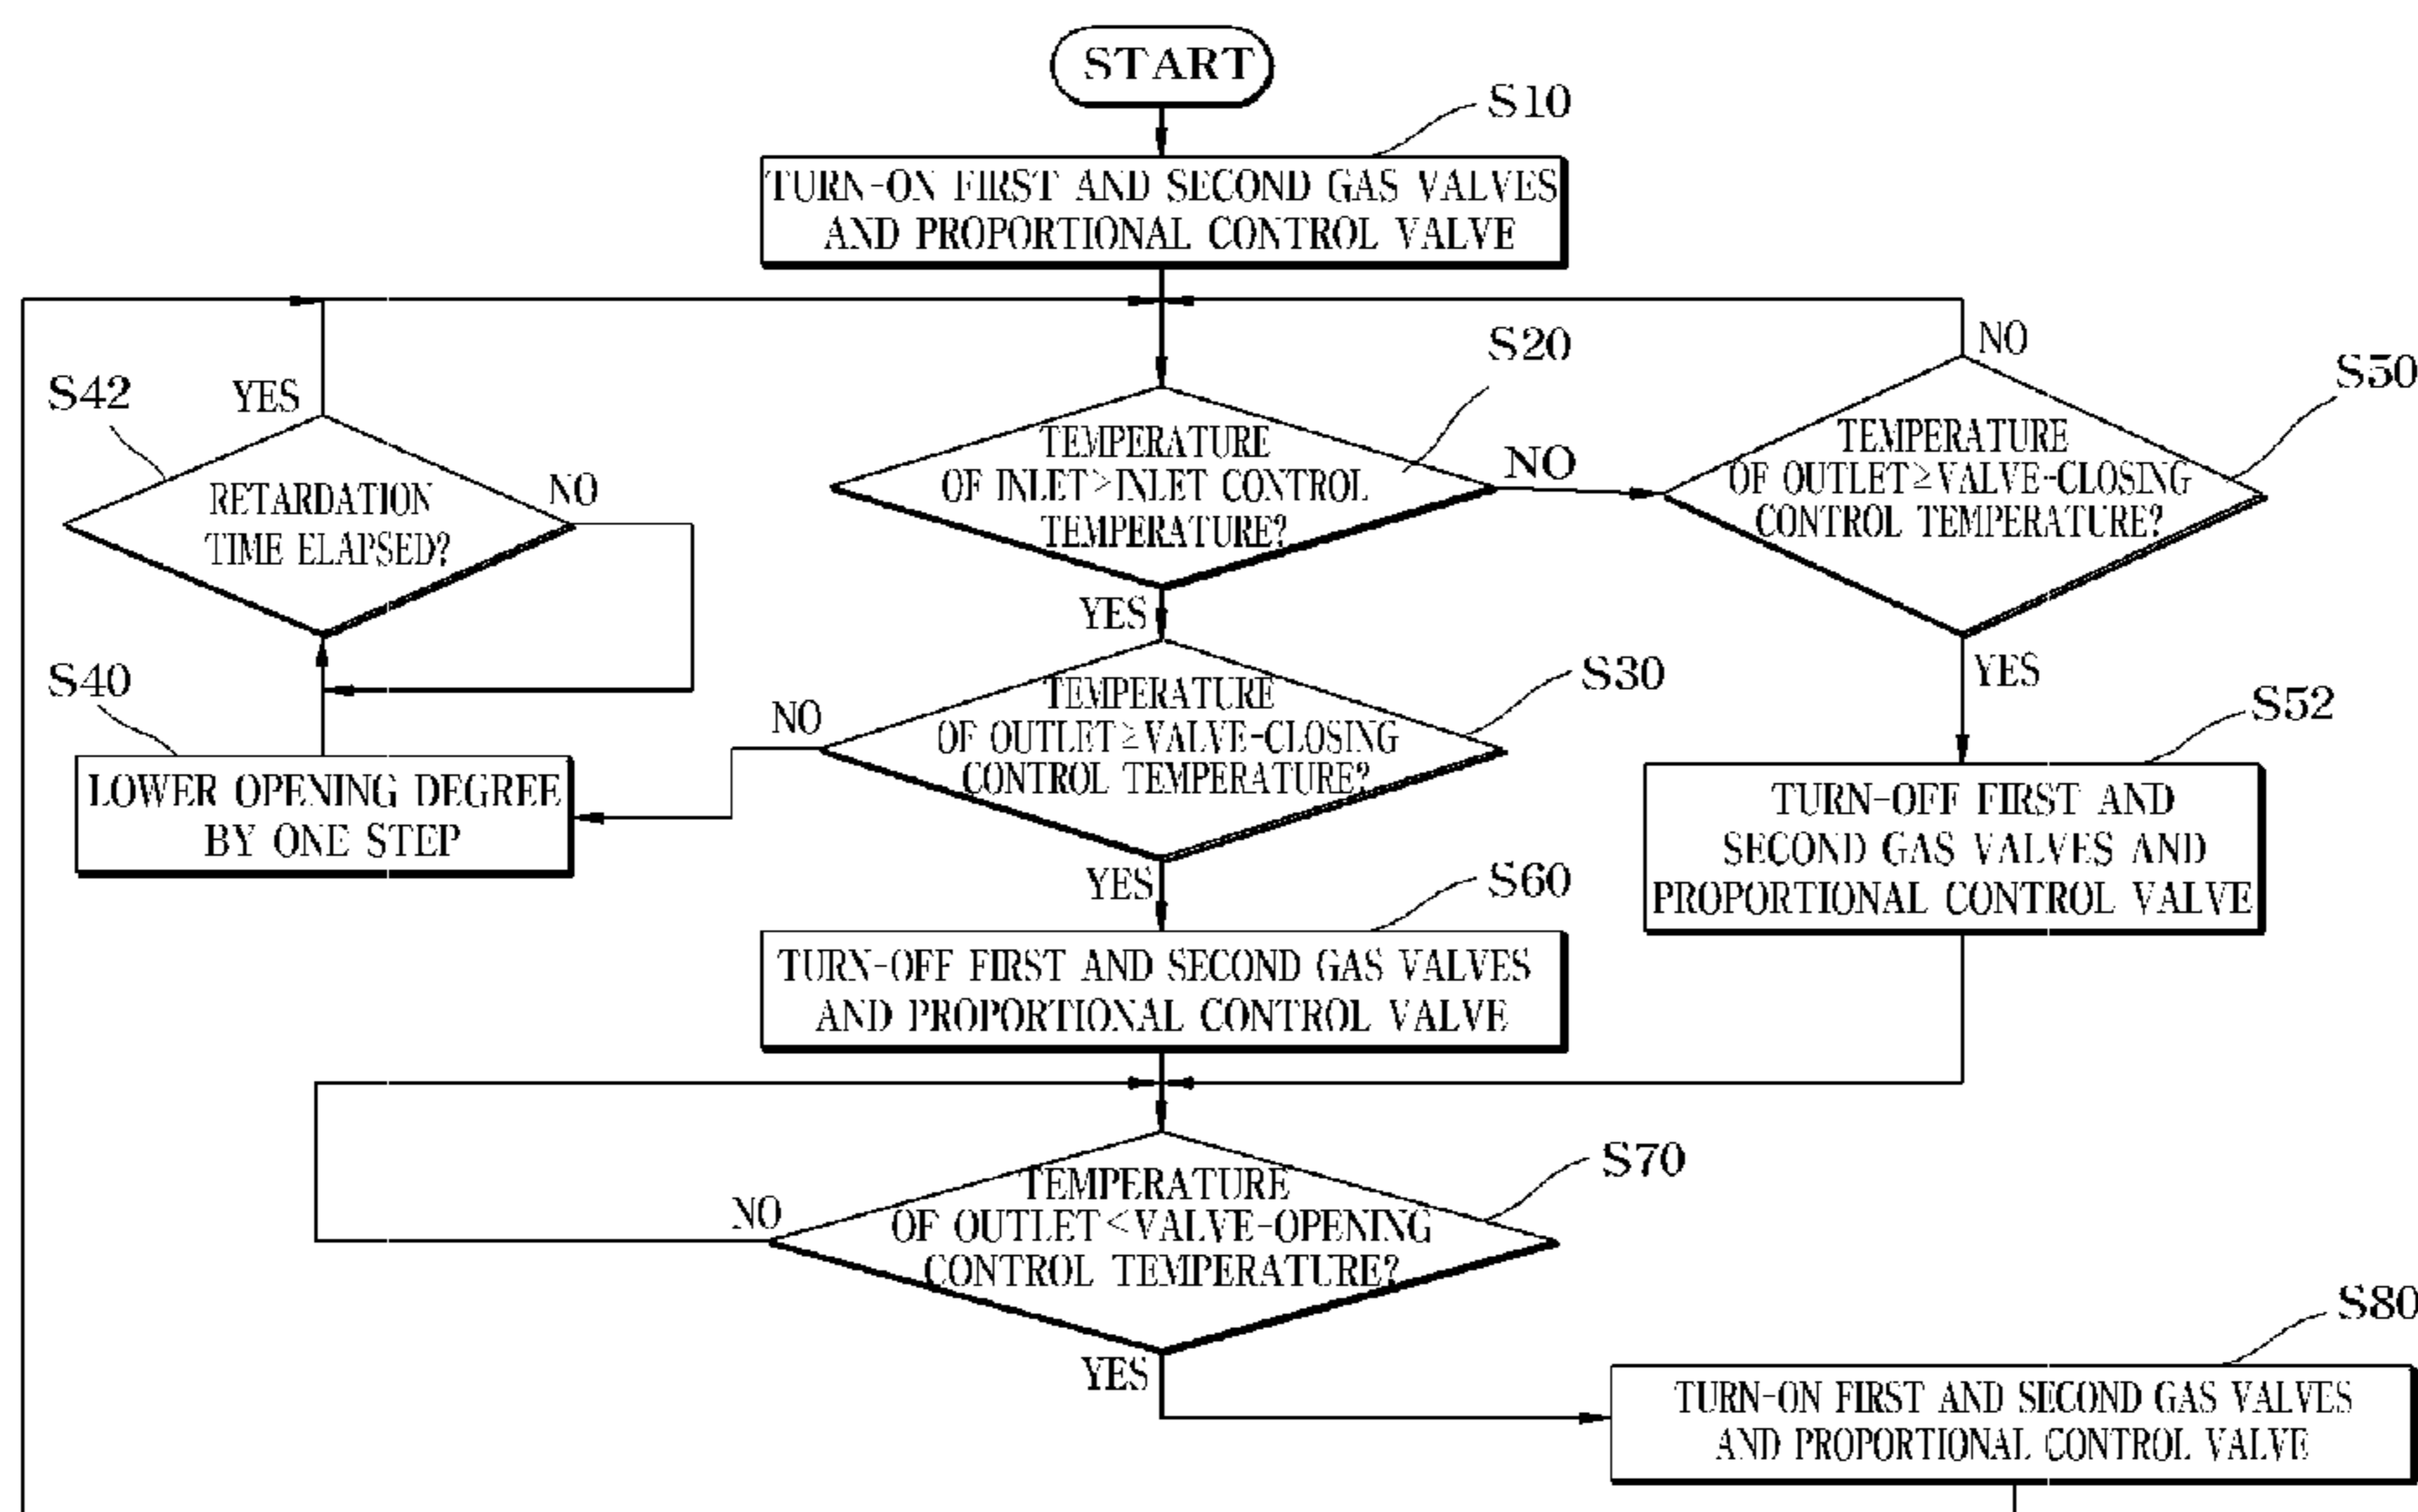 START
S10
TURN-ON FIRST AND SECOND GAS VALVES
AND PROPORTIONAL CONTROL VALVE
S20
TEMPERATURE
OF INLET>INLET CONTROL
TEMPERATURE?
NO
YES
S50
NO
TEMPERATURE
OF OUTLET≥VALVE-CLOSING
CONTROL TEMPERATURE?
YES
S42
YES
RETARDATION
TIME ELAPSED?
NO
S30
TEMPERATURE
OF OUTLET≥VALVE-CLOSING
CONTROL TEMPERATURE?
NO
YES
S40
LOWER OPENING DEGREE
BY ONE STEP
S52
TURN-OFF FIRST AND
SECOND GAS VALVES AND
PROPORTIONAL CONTROL VALVE
S60
TURN-OFF FIRST AND SECOND GAS VALVES
AND PROPORTIONAL CONTROL VALVE
S70
TEMPERATURE
OF OUTLET<VALVE-OPENING
CONTROL TEMPERATURE?
NO
YES
S80
TURN-ON FIRST AND SECOND GAS VALVES
AND PROPORTIONAL CONTROL VALVE